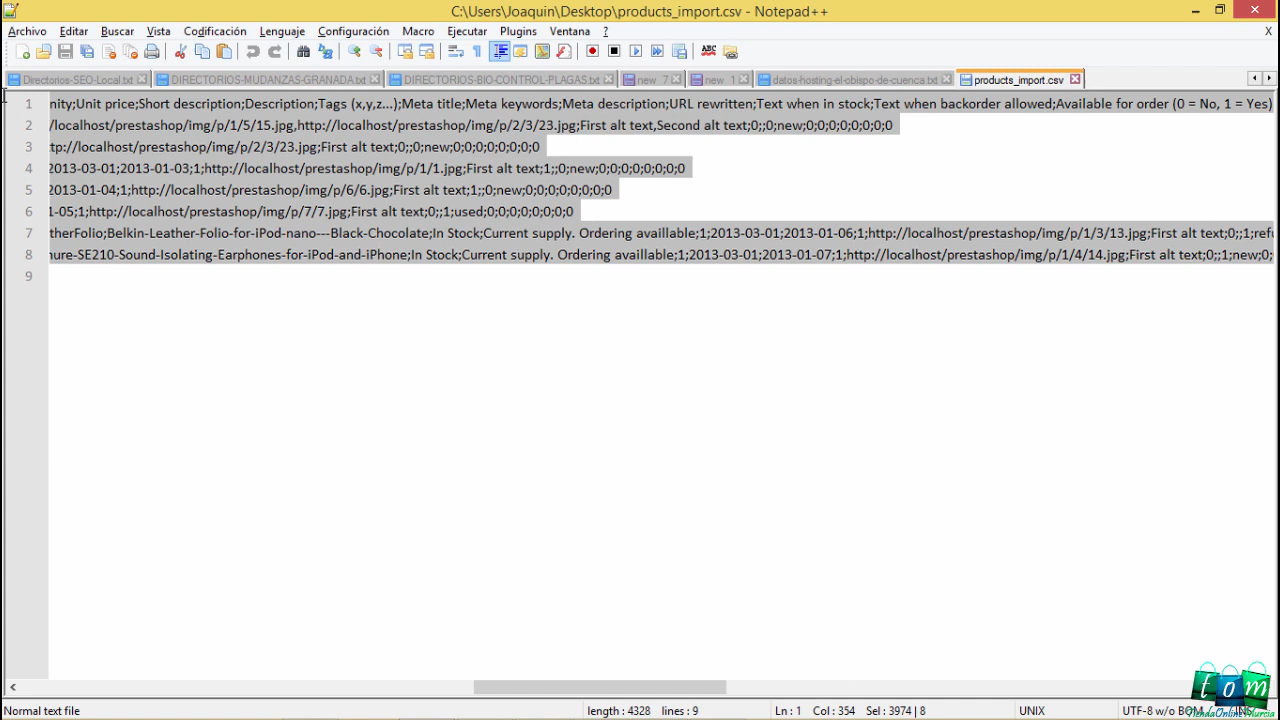 C:\Users\Joaquin\Desktop\products_import.csv - Notepad++
Archivo Editar Buscar Vista Codificación Lenguaje Configuración Macro Ejecutar Plugins Ventana ? X
Directorios-SEO-Local.txt DIRECTORIOS-MUDANZAS-GRANADA.txt DIRECTORIOS-BIO-CONTROL-PLAGAS.txt new 7 new 1 datos-hosting-el-obispo-de-cuenca.txt products_import.csv
1 nity;Unit price;Short description;Description;Tags (x,y,z...);Meta title;Meta keywords;Meta description;URL rewritten;Text when in stock;Text when backorder allowed;Available for order (0 = No, 1 = Yes)
2 /localhost/prestashop/img/p/1/5/15.jpg,http://localhost/prestashop/img/p/2/3/23.jpg;First alt text,Second alt text;0;;0;new;0;0;0;0;0;0;0;0
3 ttp://localhost/prestashop/img/p/2/3/23.jpg;First alt text;0;;0;new;0;0;0;0;0;0;0;0
4 2013-03-01;2013-01-03;1;http://localhost/prestashop/img/p/1/1.jpg;First alt text;1;;0;new;0;0;0;0;0;0;0;0
5 2013-01-04;1;http://localhost/prestashop/img/p/6/6.jpg;First alt text;1;;0;new;0;0;0;0;0;0;0;0
6 1-05;1;http://localhost/prestashop/img/p/7/7.jpg;First alt text;0;;1;used;0;0;0;0;0;0;0;0
7 therFolio;Belkin-Leather-Folio-for-iPod-nano---Black-Chocolate;In Stock;Current supply. Ordering availlable;1;2013-03-01;2013-01-06;1;http://localhost/prestashop/img/p/1/3/13.jpg;First alt text;0;;1;refu
8 hure-SE210-Sound-Isolating-Earphones-for-iPod-and-iPhone;In Stock;Current supply. Ordering availlable;1;2013-03-01;2013-01-07;1;http://localhost/prestashop/img/p/1/4/14.jpg;First alt text;0;;1;new;0;
9
tom
TiendaOnlineMurcia
Normal text file length : 4328 lines : 9 Ln : 1 Col : 354 Sel : 3974 | 8 UNIX UTF-8 w/o BOM